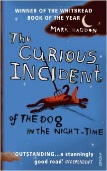 WINNER OF THE WHITBREAD
BOOK OF THE YEAR
MARK HADDON
THE CURIOUS
INCIDENT
OF THE DOG
IN THE NIGHT-TIME
OUTSTANDING...a stunningly
good read' INDEPENDENT